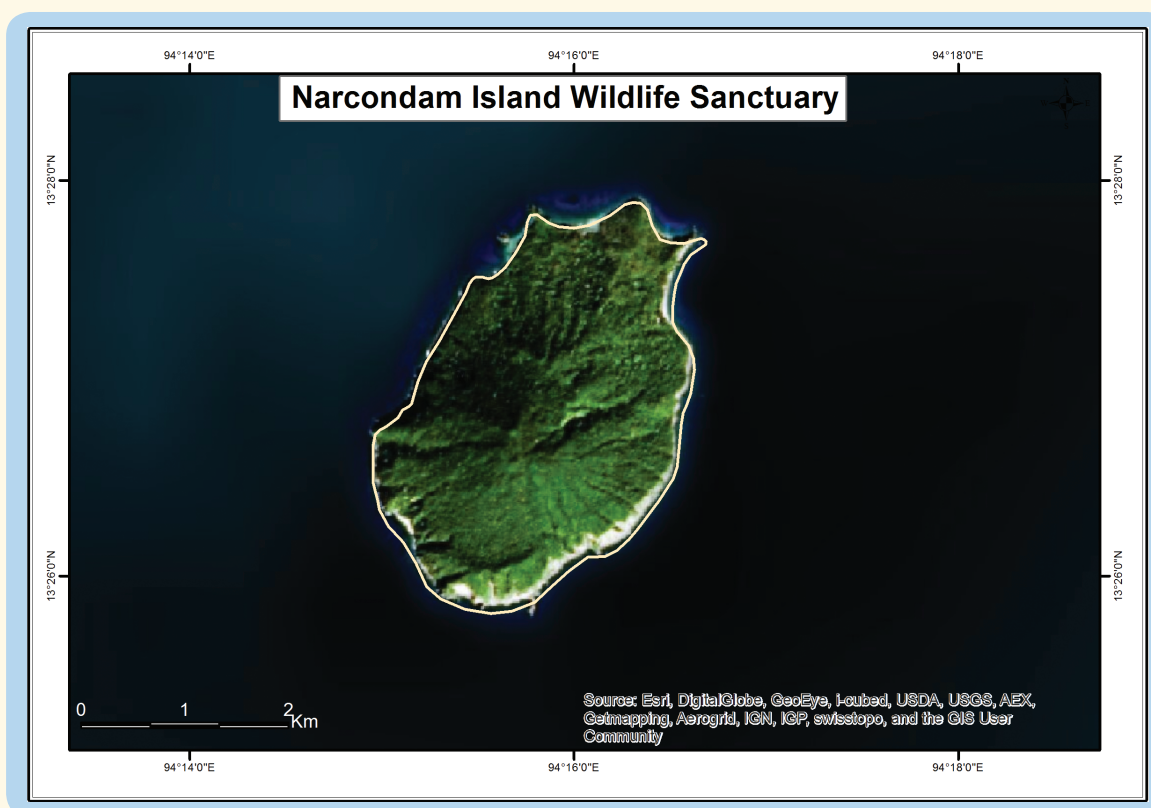 94°14'0"E 94°16'0"E 94°18'0"E
Narcondam Island Wildlife Sanctuary
13°28'0"N 13°28'0"N
13°26'0"N 13°26'0"N
0 1 2 Km
Source: Esri, DigitalGlobe, GeoEye, i-cubed, USDA, USGS, AEX,
Getmapping, Aerogrid, IGN, IGP, swisstopo, and the GIS User
Community
94°14'0"E 94°16'0"E 94°18'0"E